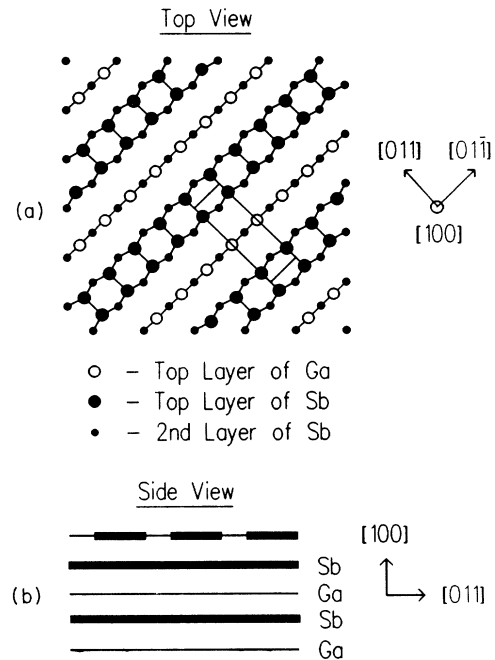 Top View
[011] [011̄]
(a)
[100]
– Top Layer of Ga
– Top Layer of Sb
– 2nd Layer of Sb
Side View
[100]
Sb
(b) Ga [011]
Sb
Ga